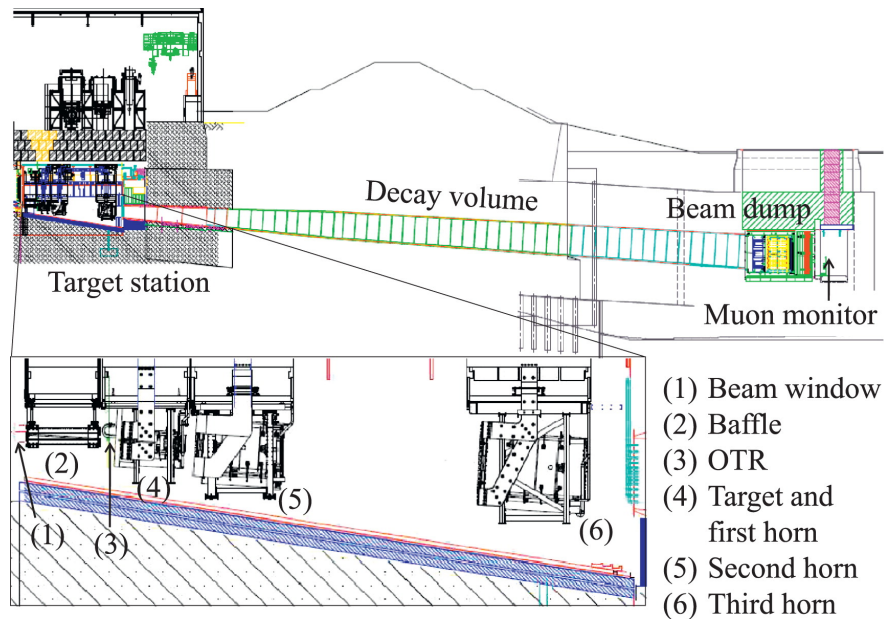 Decay volume
Beam dump
Target station
Muon monitor
(1) Beam window
(2) Baffle
(3) OTR
(4) Target and
first horn
(5) Second horn
(6) Third horn
(2)
(4)
(5)
(6)
(1)
(3)